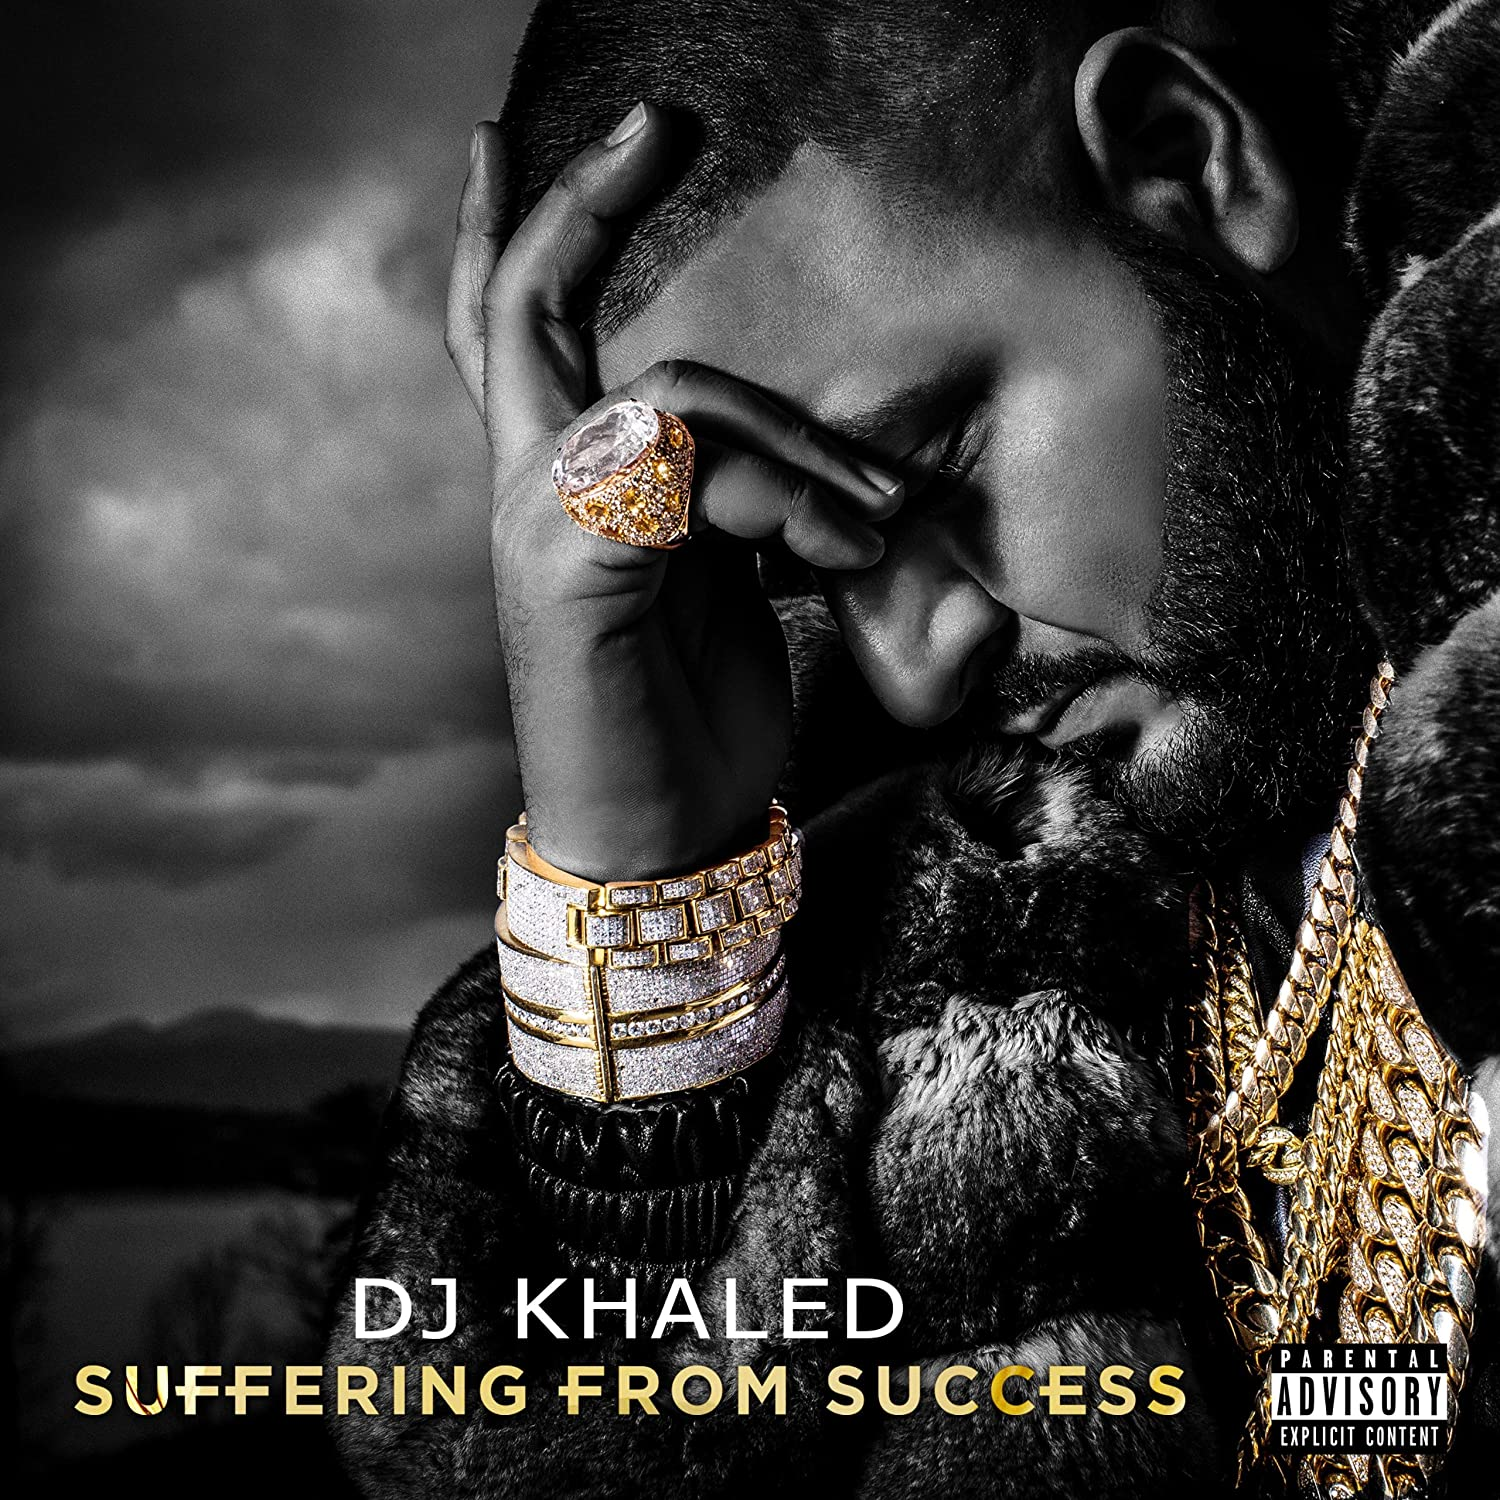 DJ KHALED
SUFFERING FROM SUCCESS
PARENTAL
ADVISORY
EXPLICIT CONTENT